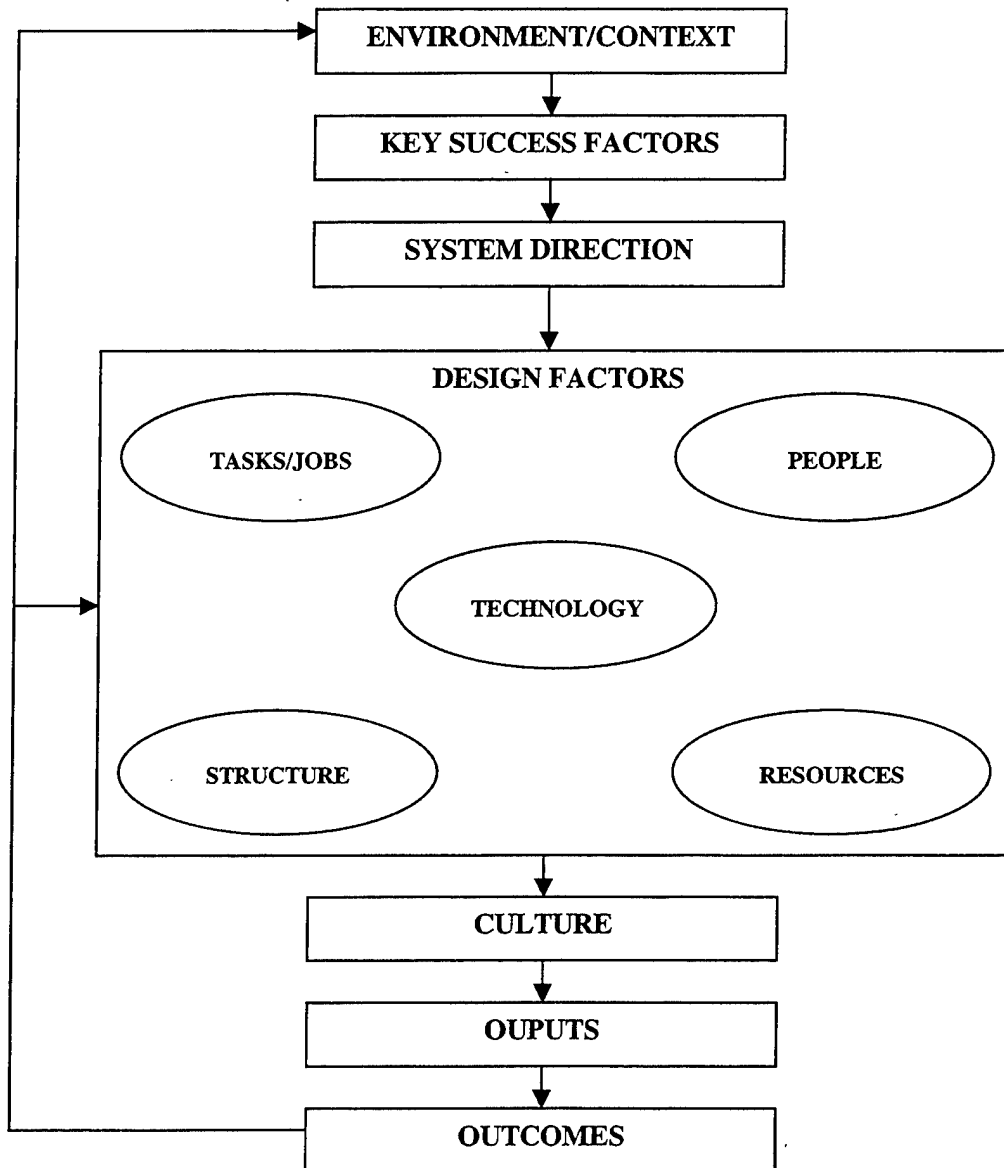 ENVIRONMENT/CONTEXT
KEY SUCCESS FACTORS
SYSTEM DIRECTION
DESIGN FACTORS
TASKS/JOBS
PEOPLE
TECHNOLOGY
STRUCTURE
RESOURCES
CULTURE
OUPUTS
OUTCOMES